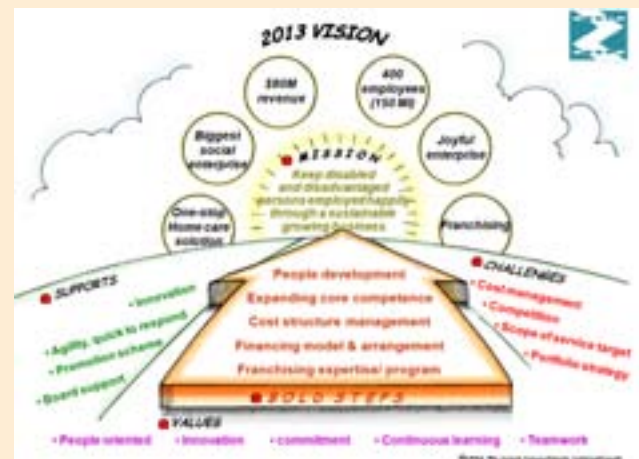 2013 VISION
$80M
revenue
400
employees
(150 MI)
Biggest
social
enterprise
Joyful
enterprise
One-stop
Home care
solution
Franchising
MISSION
Keep disabled
and disadvantaged
persons employed happily
through a sustainable
growing business
SUPPORTS
• Innovation
• Agility, quick to respond
• Promotion scheme
• Board support
People development
Expanding core competence
Cost structure management
Financing model & arrangement
Franchising expertise/ program
BOLD STEPS
CHALLENGES
• Cost management
• Competition
• Scope of service target
• Portfolio strategy
VALUES
• People oriented • Innovation • commitment • Continuous learning • Teamwork